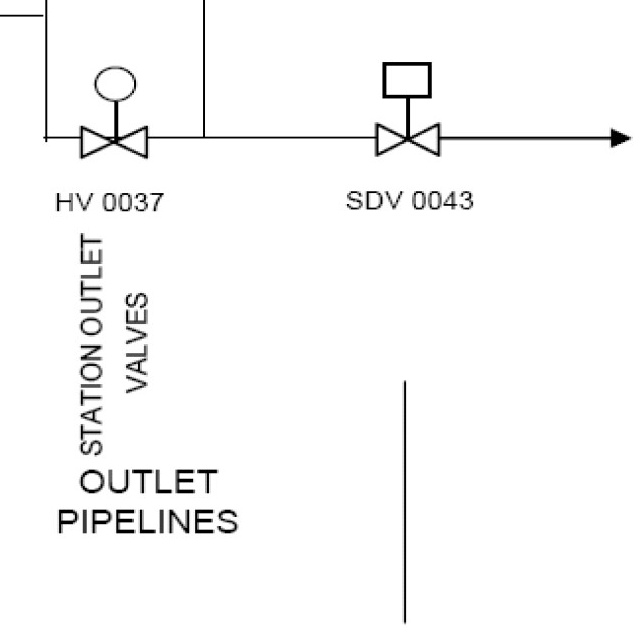 HV 0037
SDV 0043
STATION OUTLET
VALVES
OUTLET
PIPELINES